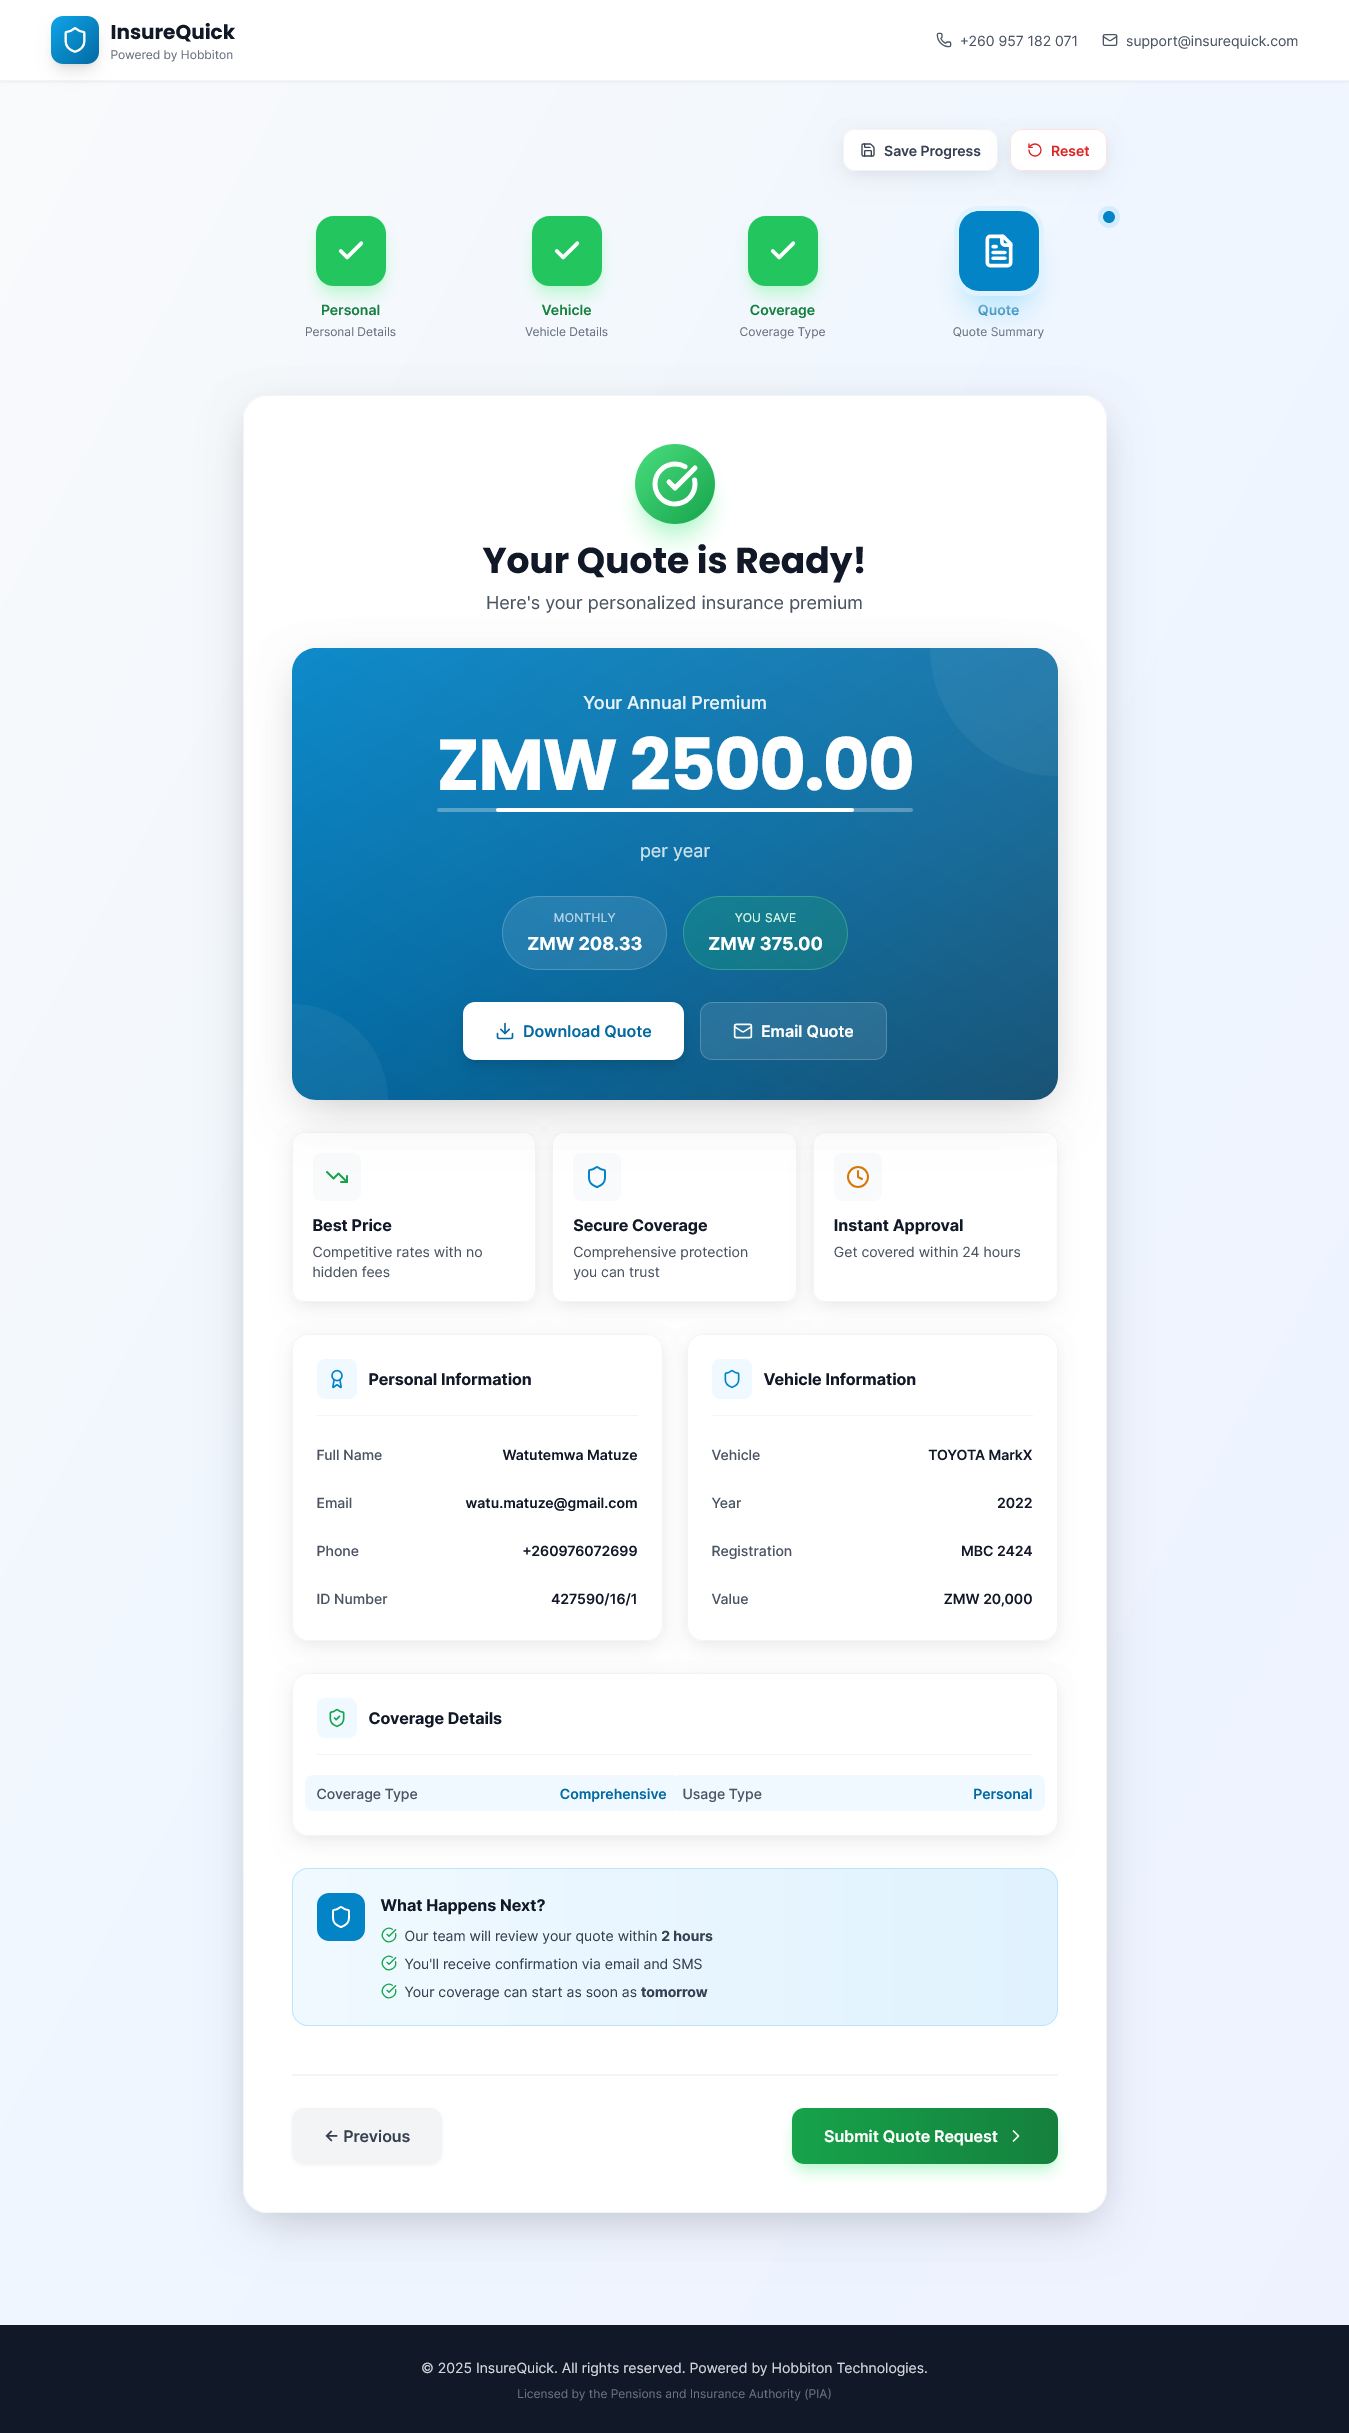 InsureQuick
Powered by Hobbiton
+260 957 182 071
support@insurequick.com
Save Progress
Reset
Personal
Personal Details
Vehicle
Vehicle Details
Coverage
Coverage Type
Quote
Quote Summary
Your Quote is Ready!
Here's your personalized insurance premium
Your Annual Premium
ZMW 2500.00
per year
MONTHLY
ZMW 208.33
YOU SAVE
ZMW 375.00
Download Quote
Email Quote
Best Price
Competitive rates with no
hidden fees
Secure Coverage
Comprehensive protection
you can trust
Instant Approval
Get covered within 24 hours
Personal Information
Full Name Watutemwa Matuze
Email watu.matuze@gmail.com
Phone +260976072699
ID Number 427590/16/1
Vehicle Information
Vehicle TOYOTA MarkX
Year 2022
Registration MBC 2424
Value ZMW 20,000
Coverage Details
Coverage Type Comprehensive Usage Type Personal
What Happens Next?
Our team will review your quote within 2 hours
You'll receive confirmation via email and SMS
Your coverage can start as soon as tomorrow
← Previous
Submit Quote Request
© 2025 InsureQuick. All rights reserved. Powered by Hobbiton Technologies.
Licensed by the Pensions and Insurance Authority (PIA)